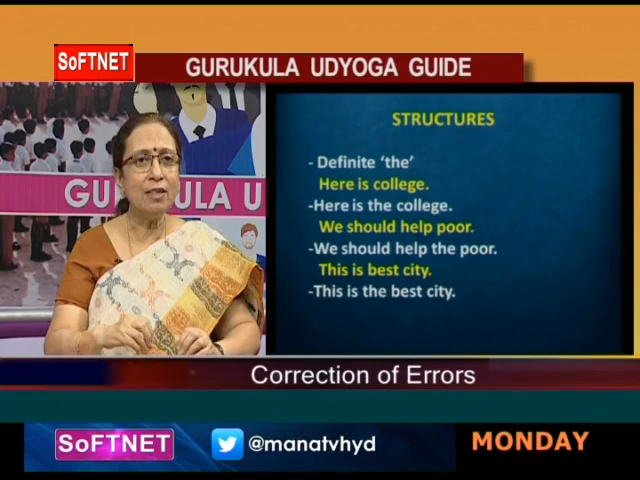 SoFTNET
GURUKULA UDYOGA GUIDE
GU ULA U
STRUCTURES
- Definite ‘the’
Here is college.
-Here is the college.
We should help poor.
-We should help the poor.
This is best city.
-This is the best city.
Correction of Errors
SoFTNET
@manatvhyd
MONDAY